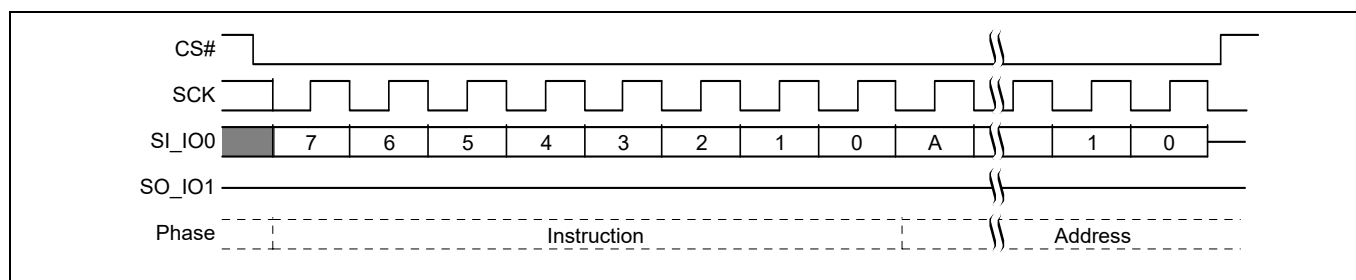 CS#
SCK
SI_IO0 7 6 5 4 3 2 1 0 A 1 0
SO_IO1
Phase Instruction Address